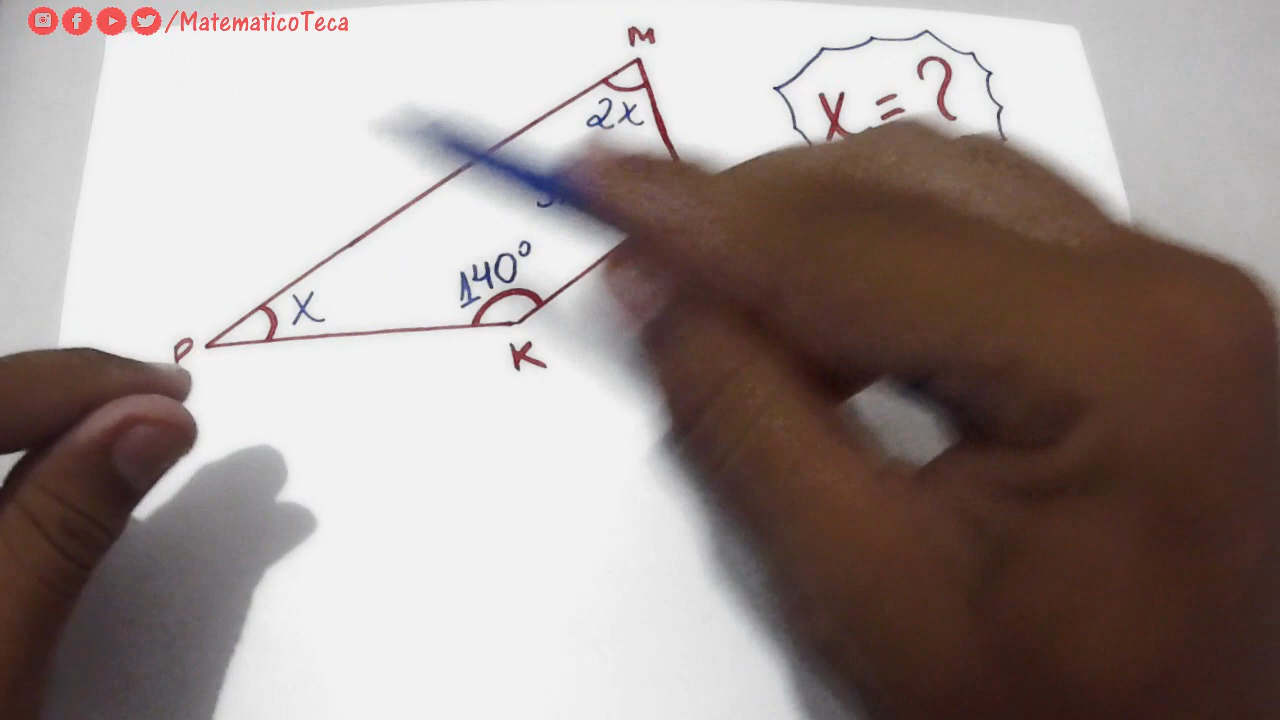 /MatematicoTeca
M
2x
x = ?
140°
x
P
K